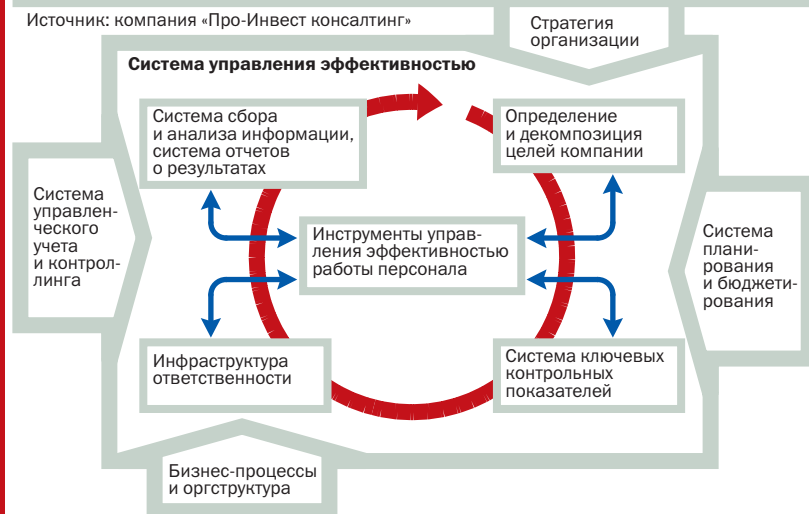 Источник: компания «Про-Инвест консалтинг»
Стратегия
организации
Система управления эффективностью
Система сбора
и анализа информации,
система отчетов
о результатах
Определение
и декомпозиция
целей компании
Система
управлен-
ческого
учета
и контрол-
линга
Инструменты управ-
ления эффективностью
работы персонала
Система
плани-
рования
и бюджети-
рования
Инфраструктура
ответственности
Система ключевых
контрольных
показателей
Бизнес-процессы
и оргструктура